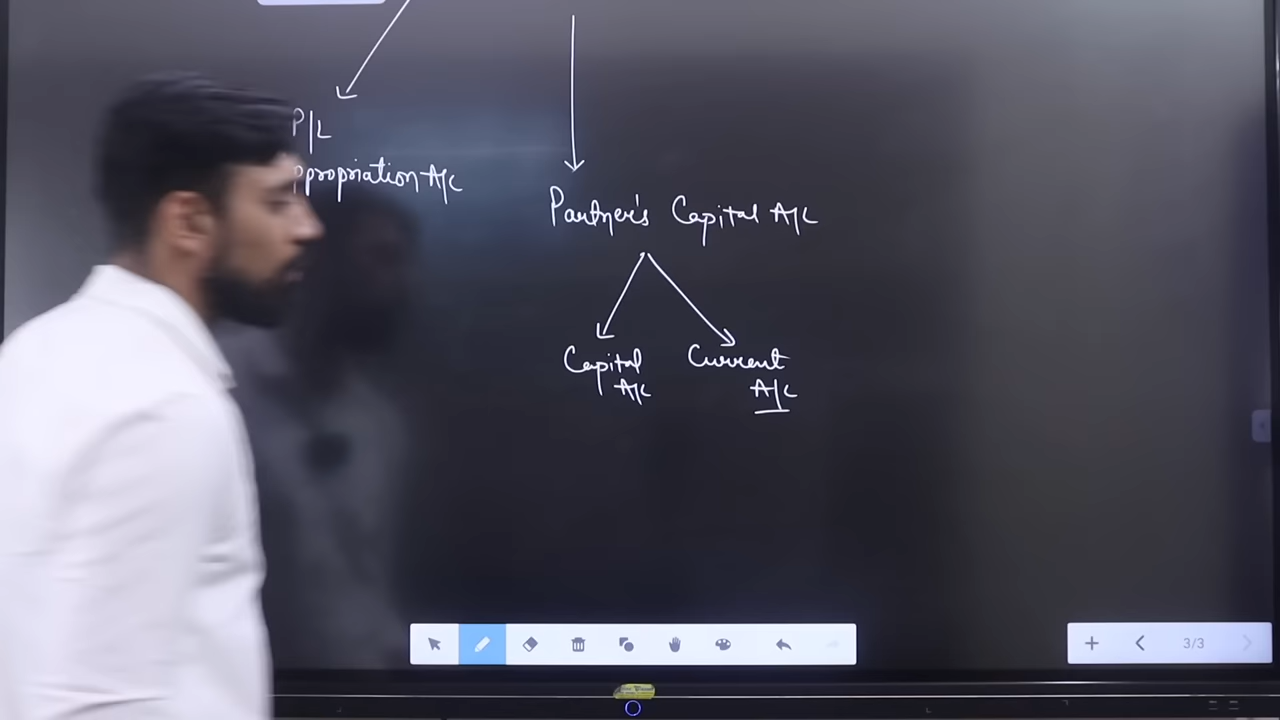 P/L
ppropriation A/c
Partner's Capital A/c
Capital
A/c
Current
A/c
3/3